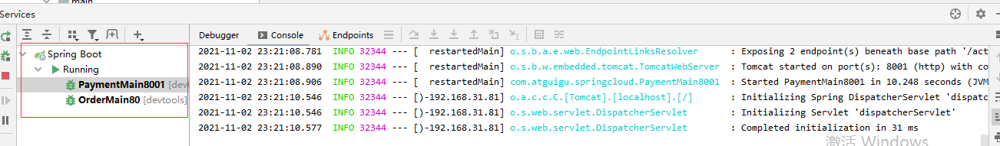 main
Services
Debugger Console Endpoints
Spring Boot
Running
PaymentMain8001 [dev
OrderMain80 [devtools]
2021-11-02 23:21:08.781 INFO 32344 --- [ restartedMain] o.s.b.a.e.web.EndpointLinksResolver : Exposing 2 endpoint(s) beneath base path '/act
2021-11-02 23:21:08.890 INFO 32344 --- [ restartedMain] o.s.b.w.embedded.tomcat.TomcatWebServer : Tomcat started on port(s): 8001 (http) with co
2021-11-02 23:21:08.906 INFO 32344 --- [ restartedMain] com.atguigu.springcloud.PaymentMain8001 : Started PaymentMain8001 in 10.248 seconds (JVM
2021-11-02 23:21:10.546 INFO 32344 --- [)-192.168.31.81] o.a.c.c.C.[Tomcat].[localhost].[/] : Initializing Spring DispatcherServlet 'dispatc
2021-11-02 23:21:10.546 INFO 32344 --- [)-192.168.31.81] o.s.web.servlet.DispatcherServlet : Initializing Servlet 'dispatcherServlet'
2021-11-02 23:21:10.577 INFO 32344 --- [)-192.168.31.81] o.s.web.servlet.DispatcherServlet : Completed initialization in 31 ms
激活 Windows